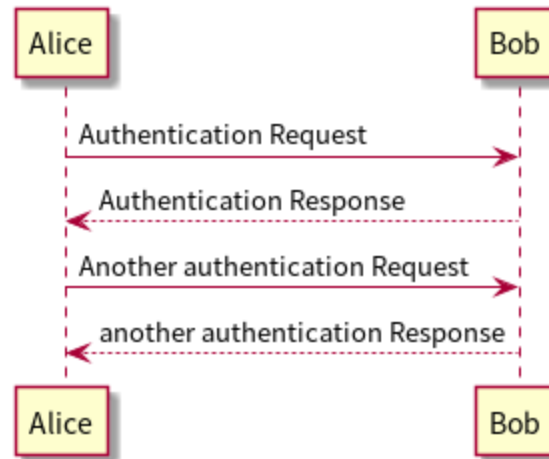 Alice
Bob
Authentication Request
Authentication Response
Another authentication Request
another authentication Response
Alice
Bob